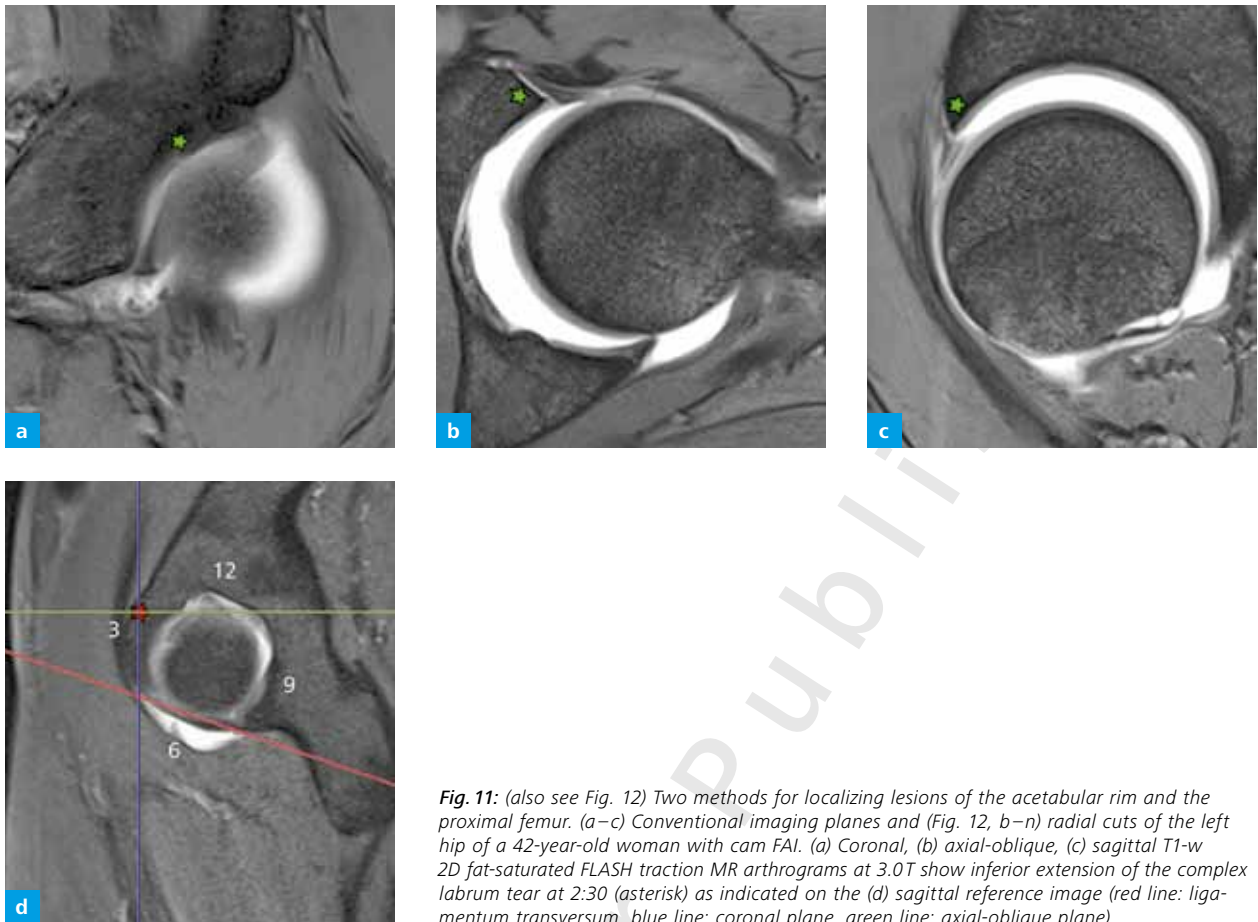 a
b
c
12
3
9
6
d
Publi
Fig. 11: (also see Fig. 12) Two methods for localizing lesions of the acetabular rim and the
proximal femur. (a–c) Conventional imaging planes and (Fig. 12, b–n) radial cuts of the left
hip of a 42-year-old woman with cam FAI. (a) Coronal, (b) axial-oblique, (c) sagittal T1-w
2D fat-saturated FLASH traction MR arthrograms at 3.0T show inferior extension of the complex
labrum tear at 2:30 (asterisk) as indicated on the (d) sagittal reference image (red line: liga-
mentum transversum, blue line: coronal plane, green line: axial-oblique plane)